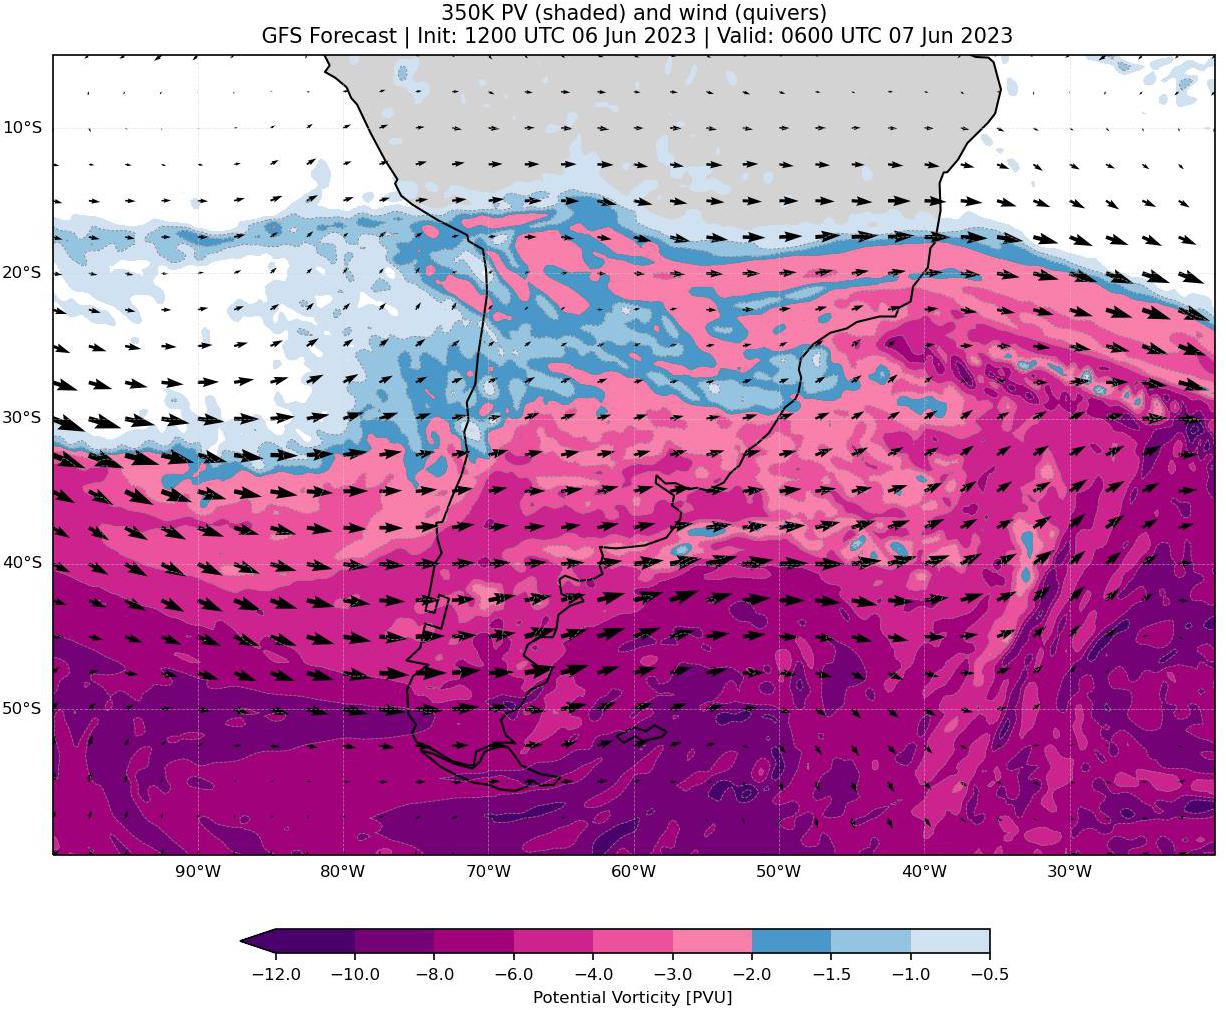 350K PV (shaded) and wind (quivers)
GFS Forecast | Init: 1200 UTC 06 Jun 2023 | Valid: 0600 UTC 07 Jun 2023
10°S
20°S
30°S
40°S
50°S
90°W 80°W 70°W 60°W 50°W 40°W 30°W
−12.0 −10.0 −8.0 −6.0 −4.0 −3.0 −2.0 −1.5 −1.0 −0.5
Potential Vorticity [PVU]